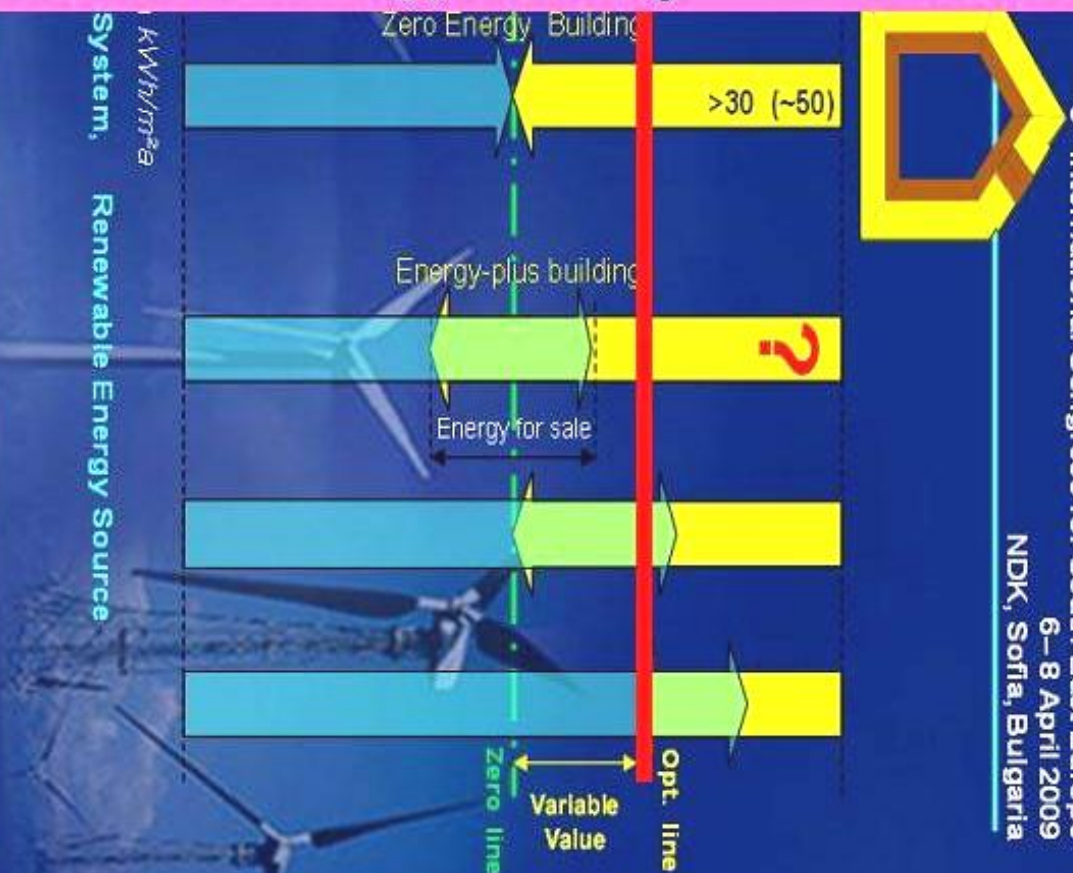 6–8 April 2009
NDK, Sofia, Bulgaria
Zero Energy Building
>30 (~50)
Energy-plus building
?
Energy for sale
Opt. line
Variable
Value
Zero line
kWh/m²a
System, Renewable Energy Source